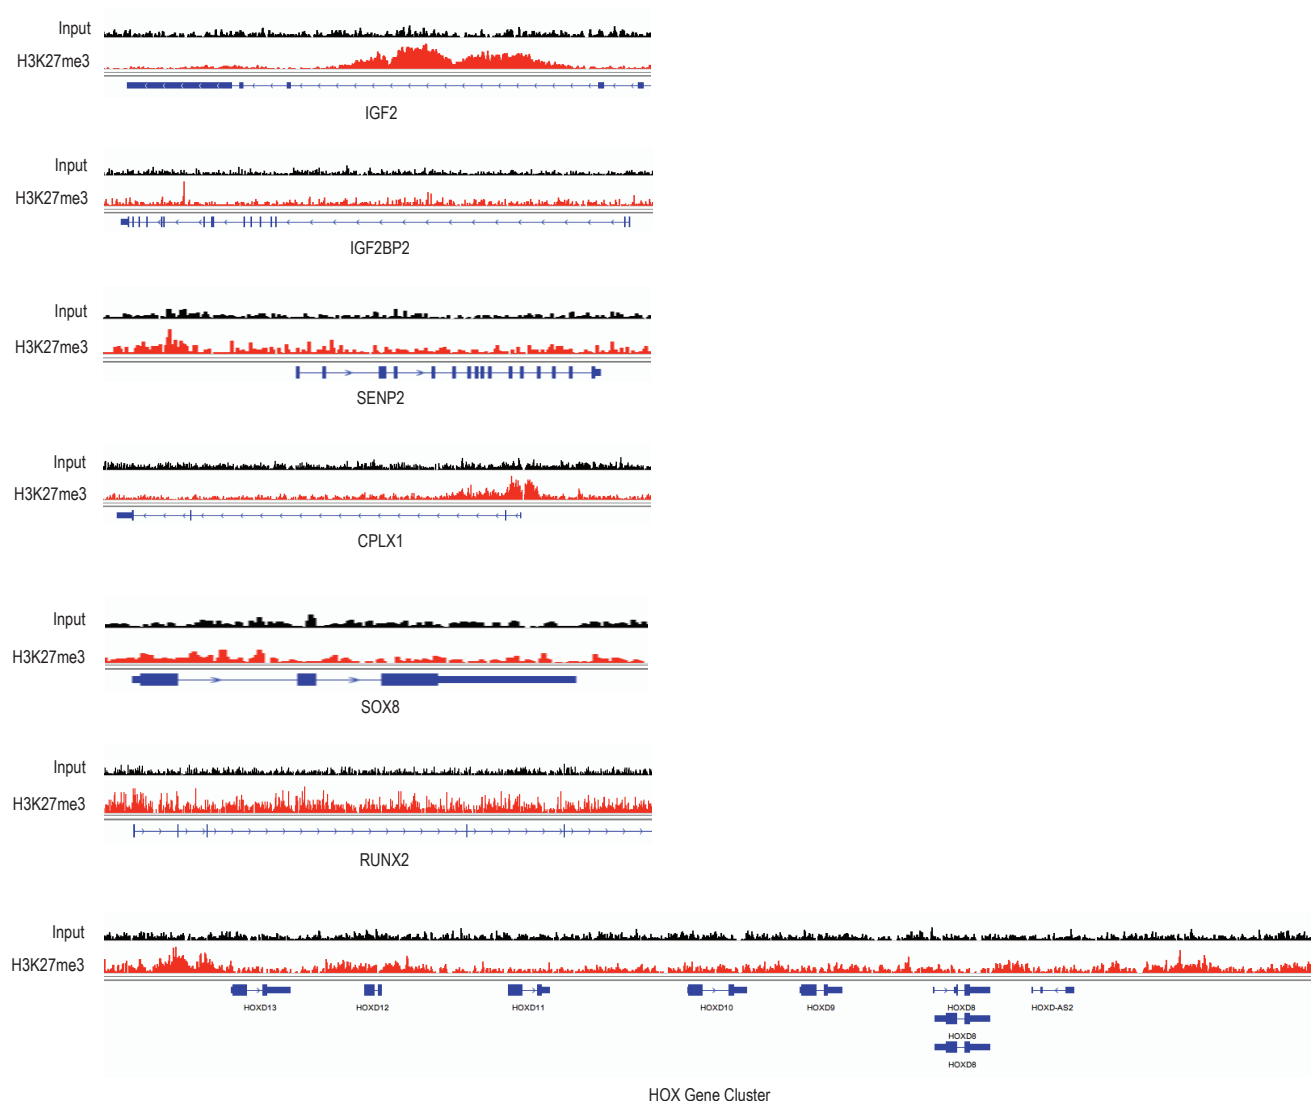 Input
H3K27me3
IGF2
Input
H3K27me3
IGF2BP2
Input
H3K27me3
SENP2
Input
H3K27me3
CPLX1
Input
H3K27me3
SOX8
Input
H3K27me3
RUNX2
Input
H3K27me3
HOXD13 HOXD12 HOXD11 HOXD10 HOXD9 HOXD8 HOXD-AS2
HOXD8
HOXD8
HOX Gene Cluster